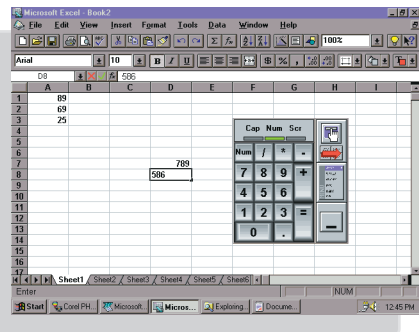 Microsoft Excel - Book2
File Edit View Insert Format Tools Data Window Help
100%
Arial 10 B I U $ % ,
D8 586
A B C D E F G H I
1 89
2 69
3 25
4
5
6
7 789
8 586
9
10
11
12
13
14
15
16
17
Cap Num Scr
Num / * -
7 8 9 +
4 5 6
1 2 3 =
0 .
Sheet1 Sheet2 Sheet3 Sheet4 Sheet5 Sheet6
Enter NUM
Start Corel PH... Microsoft... Micros... Exploring... Docume... 12:45 PM